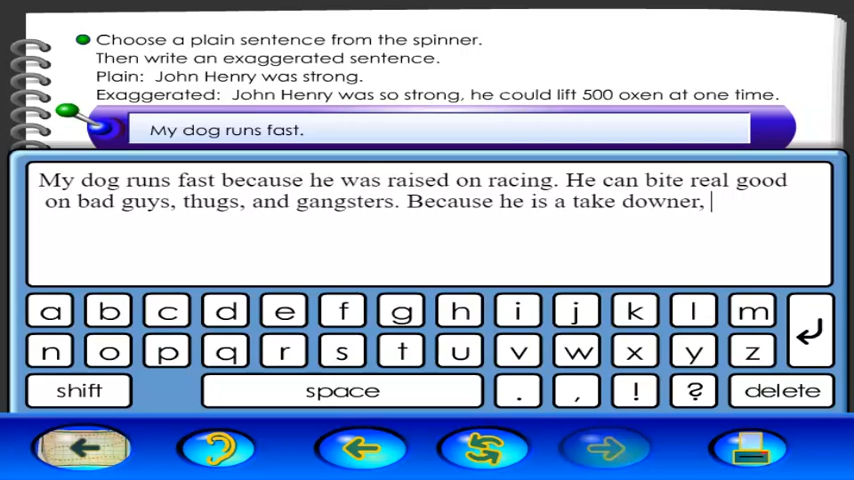 Choose a plain sentence from the spinner.
Then write an exaggerated sentence.
Plain: John Henry was strong.
Exaggerated: John Henry was so strong, he could lift 500 oxen at one time.
My dog runs fast.
My dog runs fast because he was raised on racing. He can bite real good
on bad guys, thugs, and gangsters. Because he is a take downer,
a b c d e f g h i j k l m
n o p q r s t u v w x y z
shift space . , ! ? delete